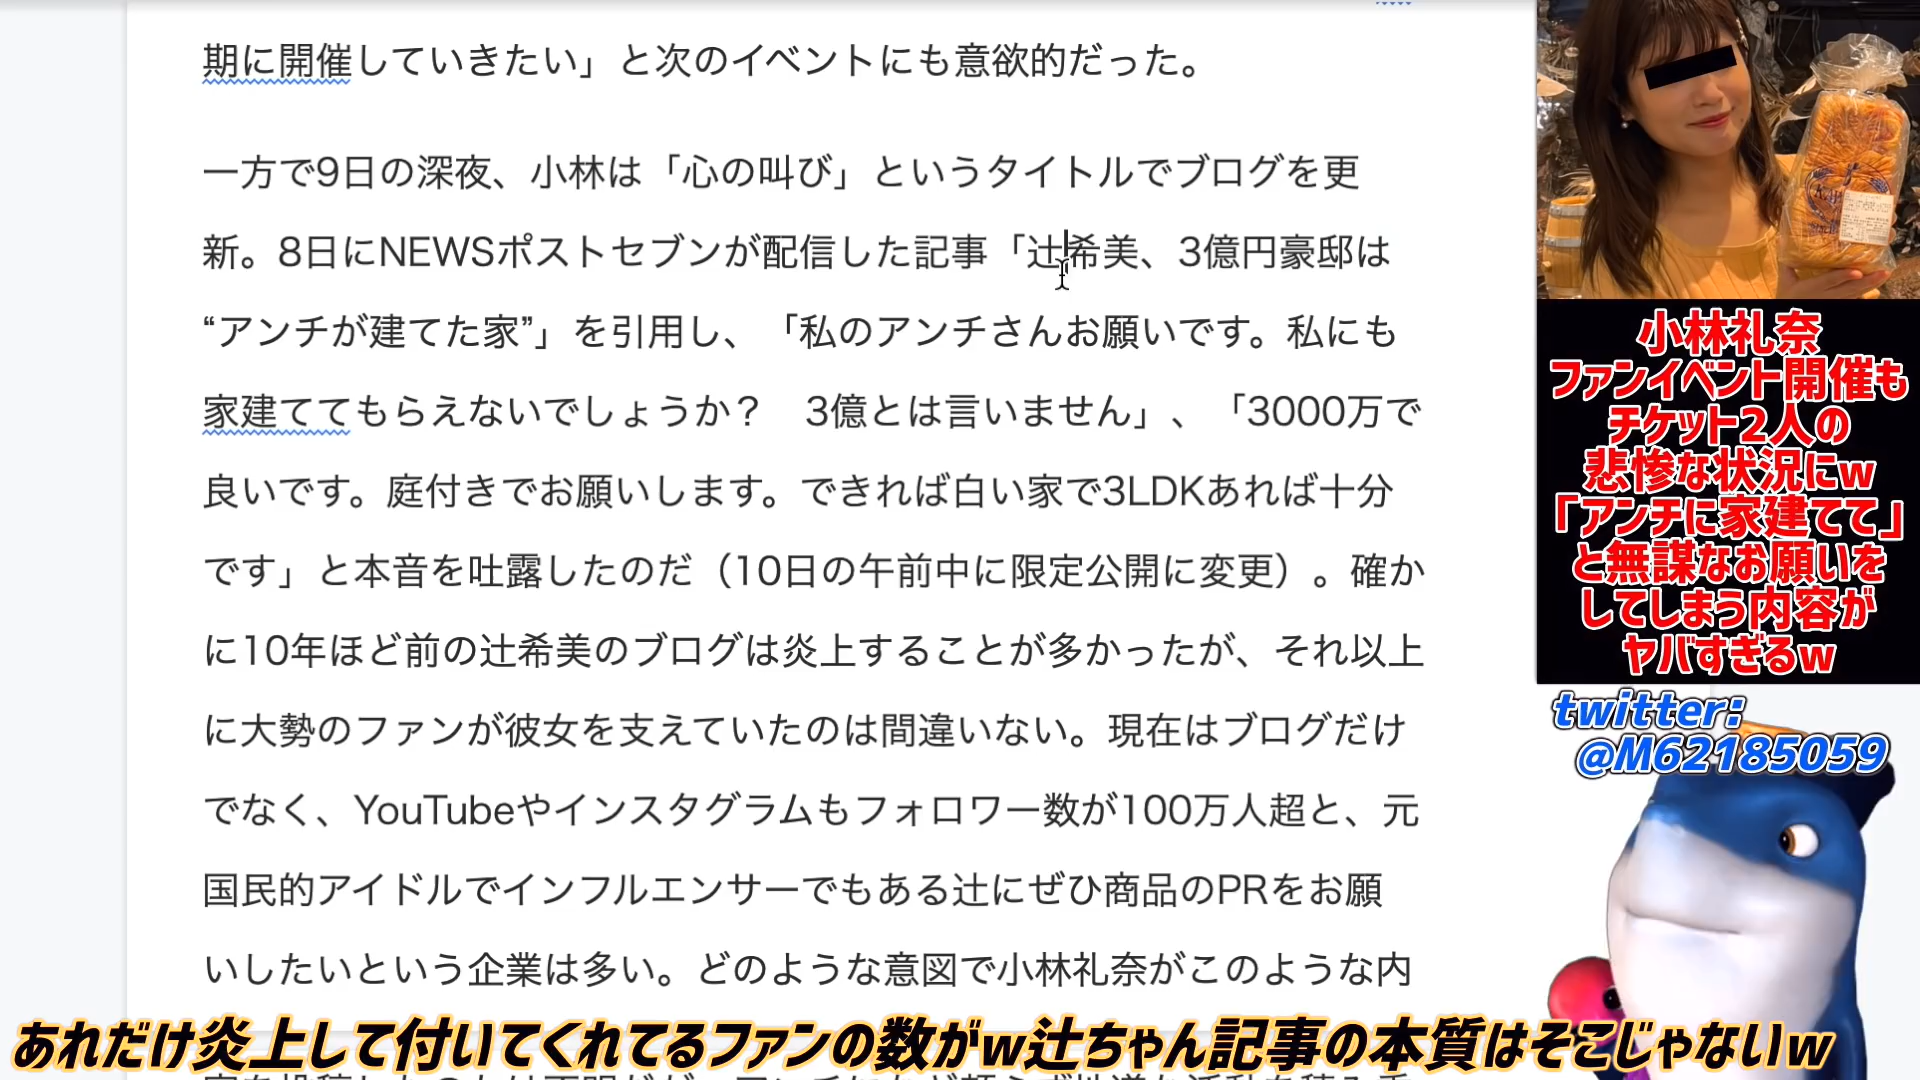 期に開催していきたい」と次のイベントにも意欲的だった。
一方で9日の深夜、小林は「心の叫び」というタイトルでブログを更
新。8日にNEWSポストセブンが配信した記事「辻希美、3億円豪邸は
“アンチが建てた家”」を引用し、「私のアンチさんお願いです。私にも
家建ててもらえないでしょうか？　3億とは言いません」、「3000万で
良いです。庭付きでお願いします。できれば白い家で3LDKあれば十分
です」と本音を吐露したのだ（10日の午前中に限定公開に変更）。確か
に10年ほど前の辻希美のブログは炎上することが多かったが、それ以上
に大勢のファンが彼女を支えていたのは間違いない。現在はブログだけ
でなく、YouTubeやインスタグラムもフォロワー数が100万人超と、元
国民的アイドルでインフルエンサーでもある辻にぜひ商品のPRをお願
いしたいという企業は多い。どのような意図で小林礼奈がこのような内
小林礼奈
ファンイベント開催も
チケット2人の
悲惨な状況にw
「アンチに家建てて」
と無謀なお願いを
してしまう内容が
ヤバすぎるw
twitter:
@M62185059
あれだけ炎上して付いてくれてるファンの数がw辻ちゃん記事の本質はそこじゃないw